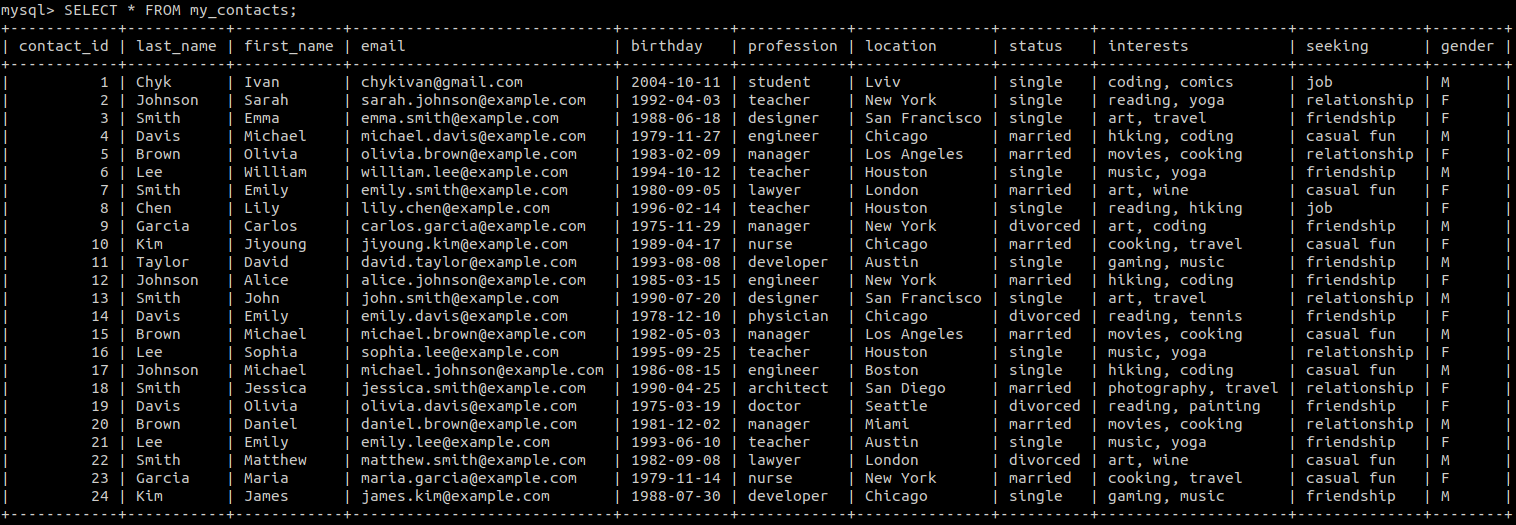 mysql> SELECT * FROM my_contacts;
+------------+-----------+------------+-----------------------------+------------+------------+---------------+----------+---------------------+--------------+--------+
| contact_id | last_name | first_name | email                       | birthday   | profession | location      | status   | interests           | seeking      | gender |
+------------+-----------+------------+-----------------------------+------------+------------+---------------+----------+---------------------+--------------+--------+
|          1 | Chyk      | Ivan       | chykivan@gmail.com          | 2004-10-11 | student    | Lviv          | single   | coding, comics      | job          | M      |
|          2 | Johnson   | Sarah      | sarah.johnson@example.com   | 1992-04-03 | teacher    | New York      | single   | reading, yoga       | relationship | F      |
|          3 | Smith     | Emma       | emma.smith@example.com      | 1988-06-18 | designer   | San Francisco | single   | art, travel         | friendship   | F      |
|          4 | Davis     | Michael    | michael.davis@example.com   | 1979-11-27 | engineer   | Chicago       | married  | hiking, coding      | casual fun   | M      |
|          5 | Brown     | Olivia     | olivia.brown@example.com    | 1983-02-09 | manager    | Los Angeles   | married  | movies, cooking     | relationship | F      |
|          6 | Lee       | William    | william.lee@example.com     | 1994-10-12 | teacher    | Houston       | single   | music, yoga         | friendship   | M      |
|          7 | Smith     | Emily      | emily.smith@example.com     | 1980-09-05 | lawyer     | London        | married  | art, wine           | casual fun   | F      |
|          8 | Chen      | Lily       | lily.chen@example.com       | 1996-02-14 | teacher    | Houston       | single   | reading, hiking     | job          | F      |
|          9 | Garcia    | Carlos     | carlos.garcia@example.com   | 1975-11-29 | manager    | New York      | divorced | art, coding         | friendship   | M      |
|         10 | Kim       | Jiyoung    | jiyoung.kim@example.com     | 1989-04-17 | nurse      | Chicago       | married  | cooking, travel     | casual fun   | F      |
|         11 | Taylor    | David      | david.taylor@example.com    | 1993-08-08 | developer  | Austin        | single   | gaming, music       | friendship   | M      |
|         12 | Johnson   | Alice      | alice.johnson@example.com   | 1985-03-15 | engineer   | New York      | married  | hiking, coding      | friendship   | F      |
|         13 | Smith     | John       | john.smith@example.com      | 1990-07-20 | designer   | San Francisco | single   | art, travel         | relationship | M      |
|         14 | Davis     | Emily      | emily.davis@example.com     | 1978-12-10 | physician  | Chicago       | divorced | reading, tennis     | friendship   | F      |
|         15 | Brown     | Michael    | michael.brown@example.com   | 1982-05-03 | manager    | Los Angeles   | married  | movies, cooking     | casual fun   | M      |
|         16 | Lee       | Sophia     | sophia.lee@example.com      | 1995-09-25 | teacher    | Houston       | single   | music, yoga         | relationship | F      |
|         17 | Johnson   | Michael    | michael.johnson@example.com | 1986-08-15 | engineer   | Boston        | single   | hiking, coding      | casual fun   | M      |
|         18 | Smith     | Jessica    | jessica.smith@example.com   | 1990-04-25 | architect  | San Diego     | married  | photography, travel | relationship | F      |
|         19 | Davis     | Olivia     | olivia.davis@example.com    | 1975-03-19 | doctor     | Seattle       | divorced | reading, painting   | friendship   | F      |
|         20 | Brown     | Daniel     | daniel.brown@example.com    | 1981-12-02 | manager    | Miami         | married  | movies, cooking     | relationship | M      |
|         21 | Lee       | Emily      | emily.lee@example.com       | 1993-06-10 | teacher    | Austin        | single   | music, yoga         | friendship   | F      |
|         22 | Smith     | Matthew    | matthew.smith@example.com   | 1982-09-08 | lawyer     | London        | divorced | art, wine           | casual fun   | M      |
|         23 | Garcia    | Maria      | maria.garcia@example.com    | 1979-11-14 | nurse      | New York      | married  | cooking, travel     | casual fun   | F      |
|         24 | Kim       | James      | james.kim@example.com       | 1988-07-30 | developer  | Chicago       | single   | gaming, music       | friendship   | M      |
+------------+-----------+------------+-----------------------------+------------+------------+---------------+----------+---------------------+--------------+--------+